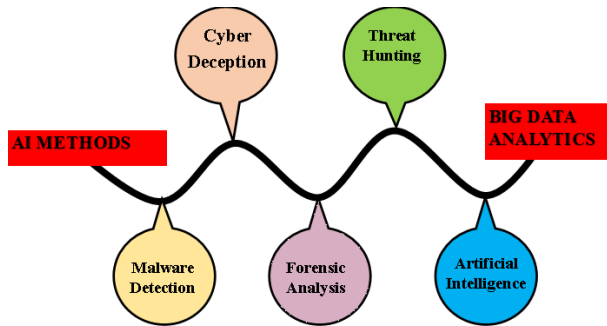 Cyber
Deception
Threat
Hunting
AI METHODS
BIG DATA
ANALYTICS
Malware
Detection
Forensic
Analysis
Artificial
Intelligence